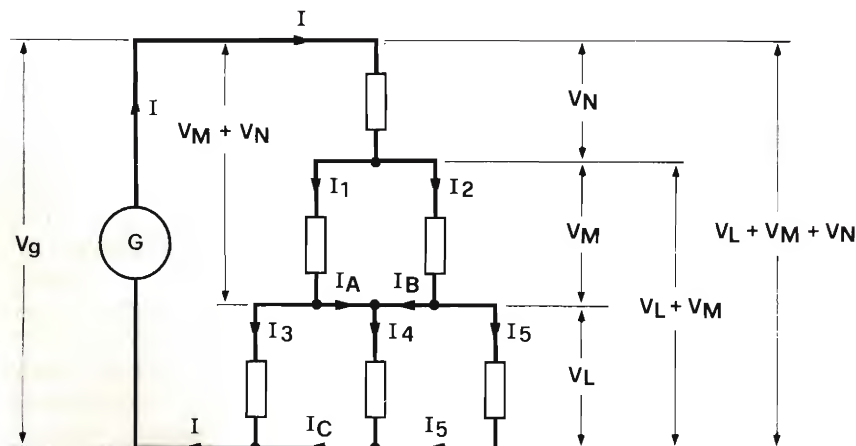 I
I
VM + VN
VN
I1
I2
Vg
G
VM
VL + VM + VN
IA
IB
VL + VM
I3
I4
I5
VL
I
IC
I5